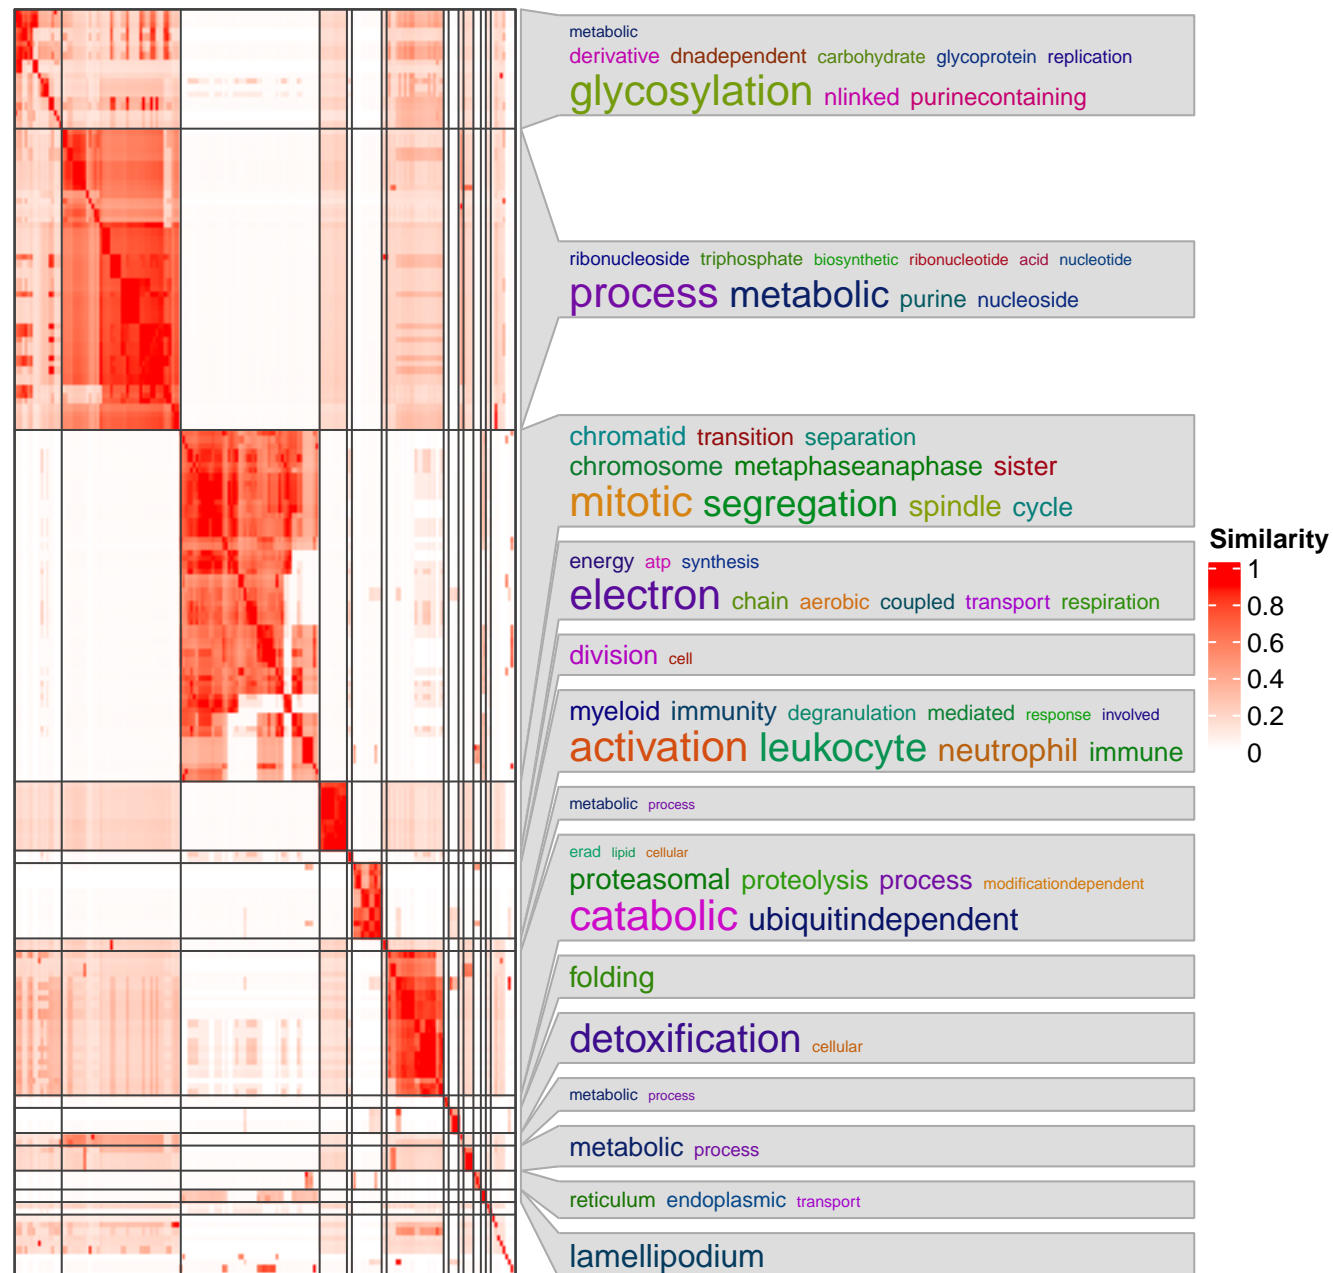 metabolic
derivative dnadependent carbohydrate glycoprotein replication
glycosylation nlinked purinecontaining
ribonucleoside triphosphate biosynthetic ribonucleotide acid nucleotide
process metabolic purine nucleoside
chromatid transition separation
chromosome metaphaseanaphase sister
mitotic segregation spindle cycle
energy atp synthesis
electron chain aerobic coupled transport respiration
division cell
myeloid immunity degranulation mediated response involved
activation leukocyte neutrophil immune
metabolic process
erad lipid cellular
proteasomal proteolysis process modificationdependent
catabolic ubiquitindependent
folding
detoxification cellular
metabolic process
metabolic process
reticulum endoplasmic transport
lamellipodium
Similarity
1
0.8
0.6
0.4
0.2
0